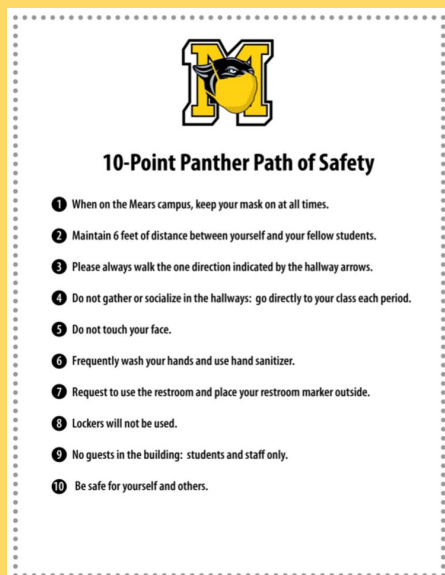 M
10-Point Panther Path of Safety
1 When on the Mears campus, keep your mask on at all times.
2 Maintain 6 feet of distance between yourself and your fellow students.
3 Please always walk the one direction indicated by the hallway arrows.
4 Do not gather or socialize in the hallways: go directly to your class each period.
5 Do not touch your face.
6 Frequently wash your hands and use hand sanitizer.
7 Request to use the restroom and place your restroom marker outside.
8 Lockers will not be used.
9 No guests in the building: students and staff only.
10 Be safe for yourself and others.